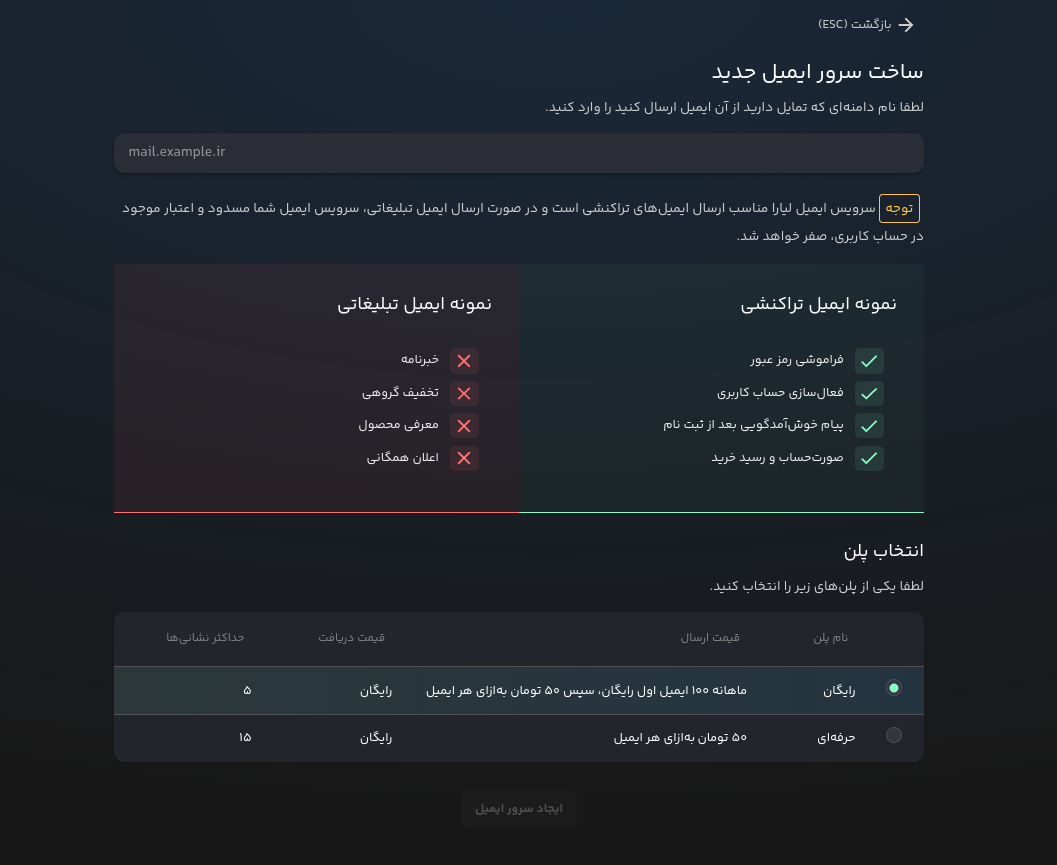 بازگشت (ESC)
ساخت سرور ایمیل جدید
لطفا نام دامنه‌ای که تمایل دارید از آن ایمیل ارسال کنید را وارد کنید.
mail.example.ir
توجه سرویس ایمیل لیارا مناسب ارسال ایمیل‌های تراکنشی است و در صورت ارسال ایمیل تبلیغاتی، سرویس ایمیل شما مسدود و اعتبار موجود
در حساب کاربری، صفر خواهد شد.
نمونه ایمیل تراکنشی
فراموشی رمز عبور
فعال‌سازی حساب کاربری
پیام خوش‌آمدگویی بعد از ثبت نام
صورت‌حساب و رسید خرید
نمونه ایمیل تبلیغاتی
خبرنامه
تخفیف گروهی
معرفی محصول
اعلان همگانی
انتخاب پلن
لطفا یکی از پلن‌های زیر را انتخاب کنید.
نام پلن قیمت ارسال قیمت دریافت حداکثر نشانی‌ها
رایگان ماهانه ۱۰۰ ایمیل اول رایگان، سپس ۵۰ تومان به‌ازای هر ایمیل رایگان ۵
حرفه‌ای ۵۰ تومان به‌ازای هر ایمیل رایگان ۱۵
ایجاد سرور ایمیل